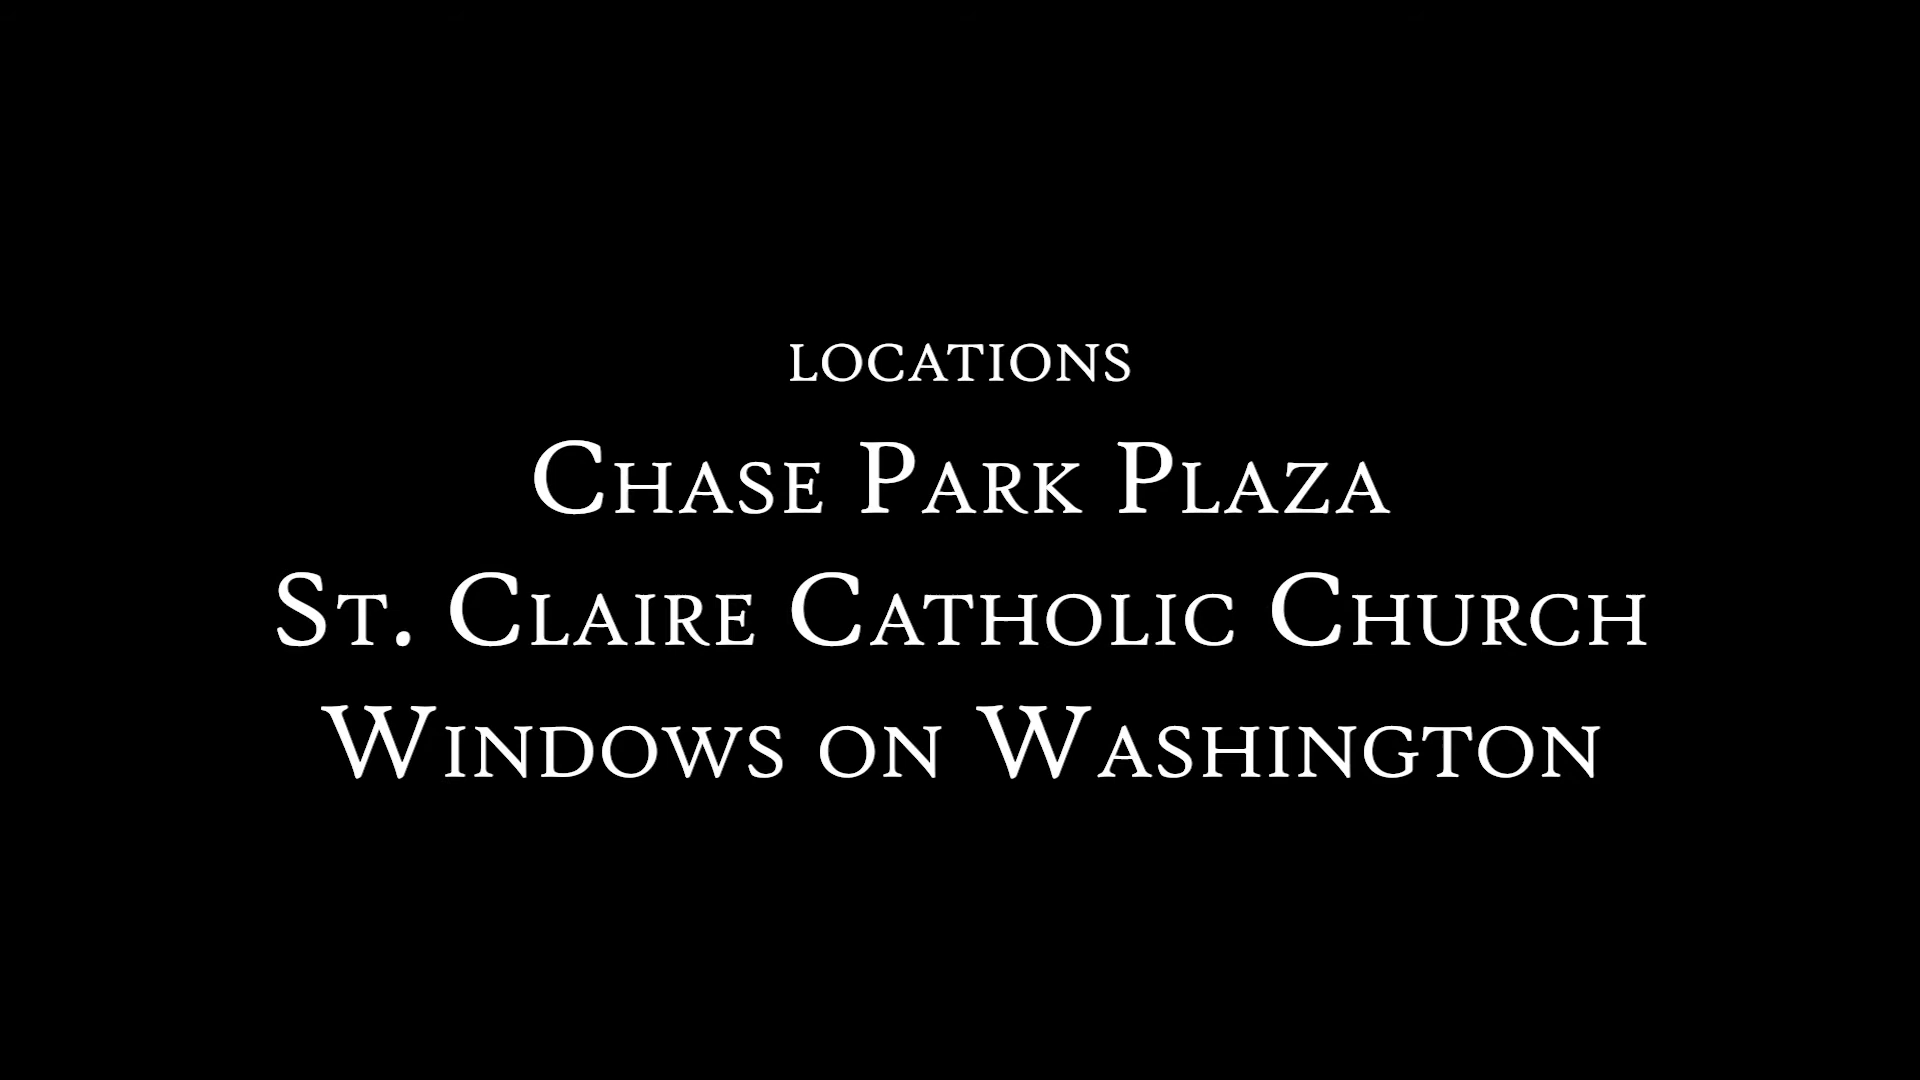 LOCATIONS
CHASE PARK PLAZA
ST. CLAIRE CATHOLIC CHURCH
WINDOWS ON WASHINGTON